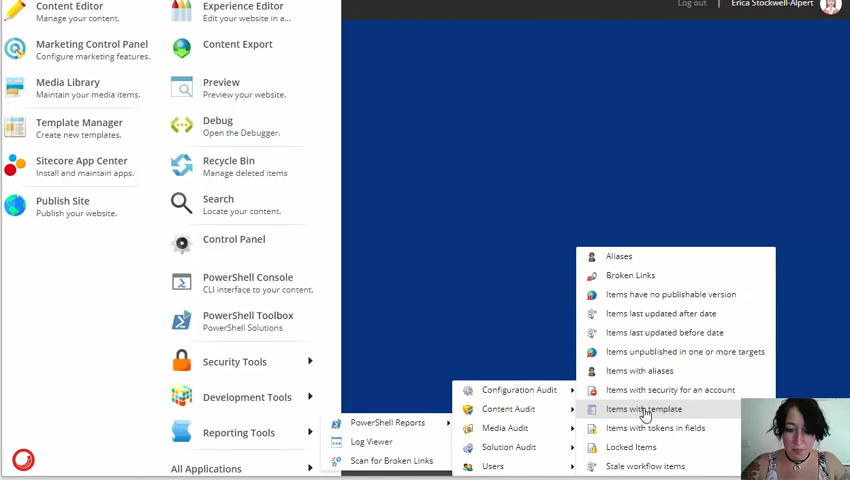 Log out
Erica Stockwell-Alpert
Content Editor
Manage your content.
Marketing Control Panel
Configure marketing features.
Media Library
Maintain your media items.
Template Manager
Create new templates.
Sitecore App Center
Install and maintain apps.
Publish Site
Publish your website.
Experience Editor
Edit your website in a...
Content Export
Preview
Preview your website.
Debug
Open the Debugger.
Recycle Bin
Manage deleted items
Search
Locate your content.
Control Panel
PowerShell Console
CLI interface to your content.
PowerShell Toolbox
PowerShell Solutions
Security Tools
Development Tools
Reporting Tools
All Applications
PowerShell Reports
Log Viewer
Scan for Broken Links
Configuration Audit
Content Audit
Media Audit
Solution Audit
Users
Aliases
Broken Links
Items have no publishable version
Items last updated after date
Items last updated before date
Items unpublished in one or more targets
Items with aliases
Items with security for an account
Items with template
Items with tokens in fields
Locked Items
Stale workflow items